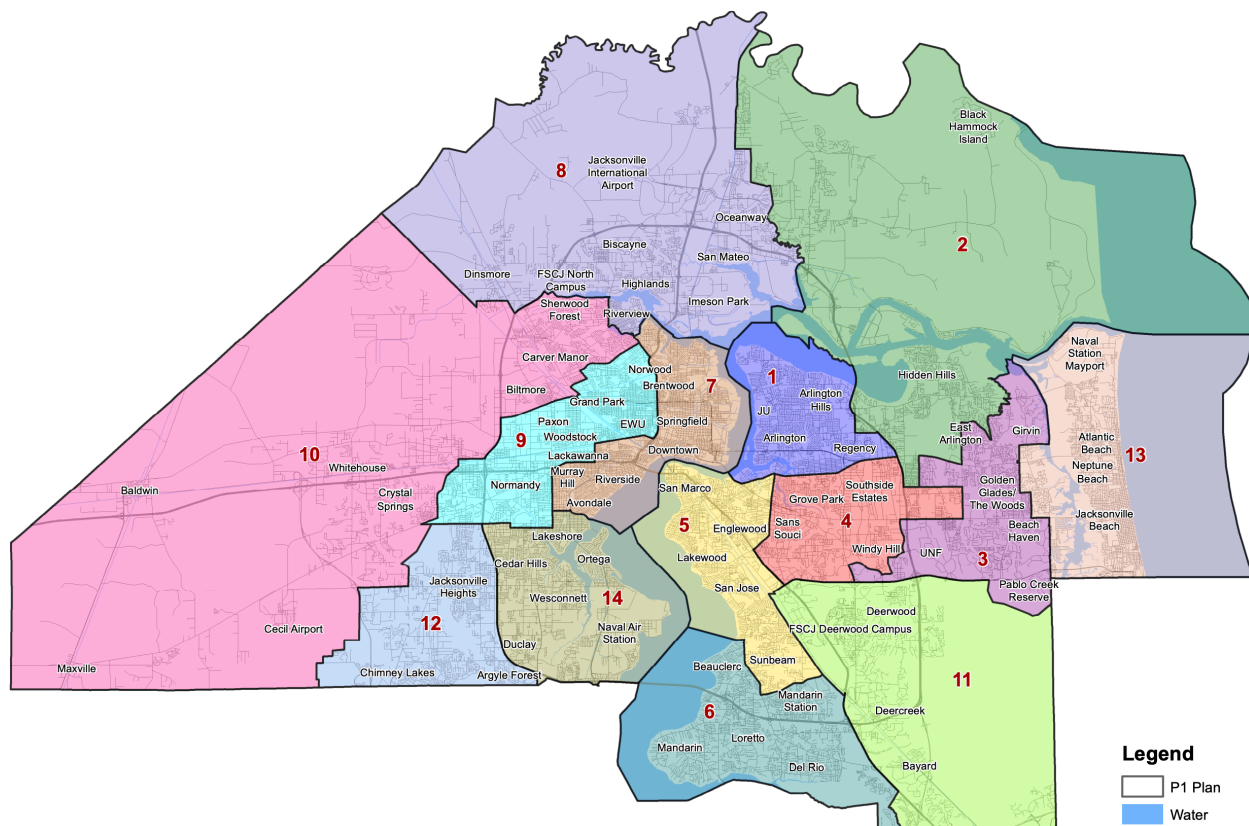 Black
Hammock
Island
8
Jacksonville
International
Airport
Oceanway
2
Biscayne
San Mateo
Dinsmore
FSCJ North
Campus
Highlands
Imeson Park
Sherwood
Forest
Riverview
Naval
Station
Mayport
Carver Manor
Norwood
Hidden Hills
Biltmore
Brentwood
7
1
Arlington
Hills
Grand Park
JU
Paxon
Springfield
EWU
Woodstock
9
East
Arlington
Girvin
Arlington
Regency
Atlantic
Beach
13
10
Whitehouse
Lackawanna
Downtown
Neptune
Beach
Murray
Hill
Riverside
Normandy
Baldwin
Crystal
Springs
Avondale
San Marco
Grove Park
Southside
Estates
Golden
Glades/
The Woods
Sans
Souci
4
5
Englewood
Jacksonville
Beach
Beach
Haven
Lakeshore
Windy Hill
UNF
3
Lakewood
Ortega
Cedar Hills
Jacksonville
Heights
Wesconnett
14
San Jose
Pablo Creek
Reserve
Deerwood
12
Cecil Airport
Naval Air
Station
FSCJ Deerwood Campus
Duclay
Sunbeam
Maxville
Chimney Lakes
Argyle Forest
Beauclerc
11
Mandarin
Station
6
Deercreek
Loretto
Mandarin
Del Rio
Bayard
Legend
P1 Plan
Water